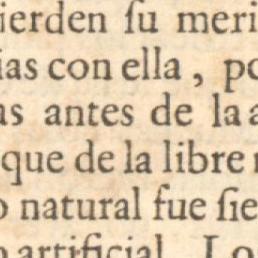 ierden ſu meri
ias con ella , po
as antes de la a
que de la libre
o natural fue ſie
artificial. Lo